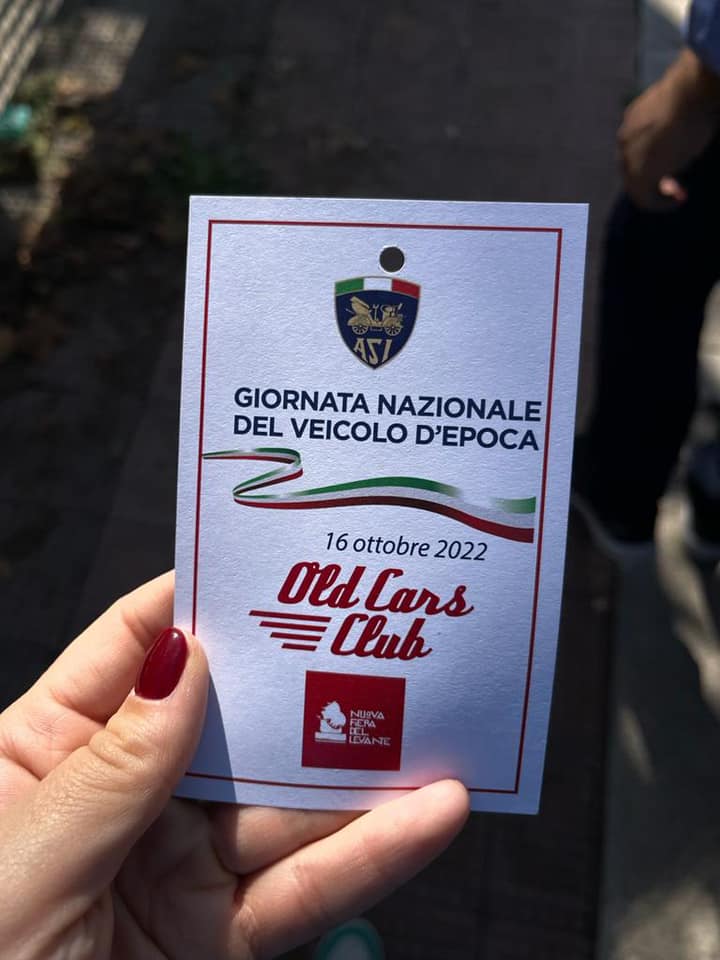 ASI
GIORNATA NAZIONALE
DEL VEICOLO D'EPOCA
16 ottobre 2022
Old Cars
Club
NUOVA
FIERA
DEL
LEVANTE